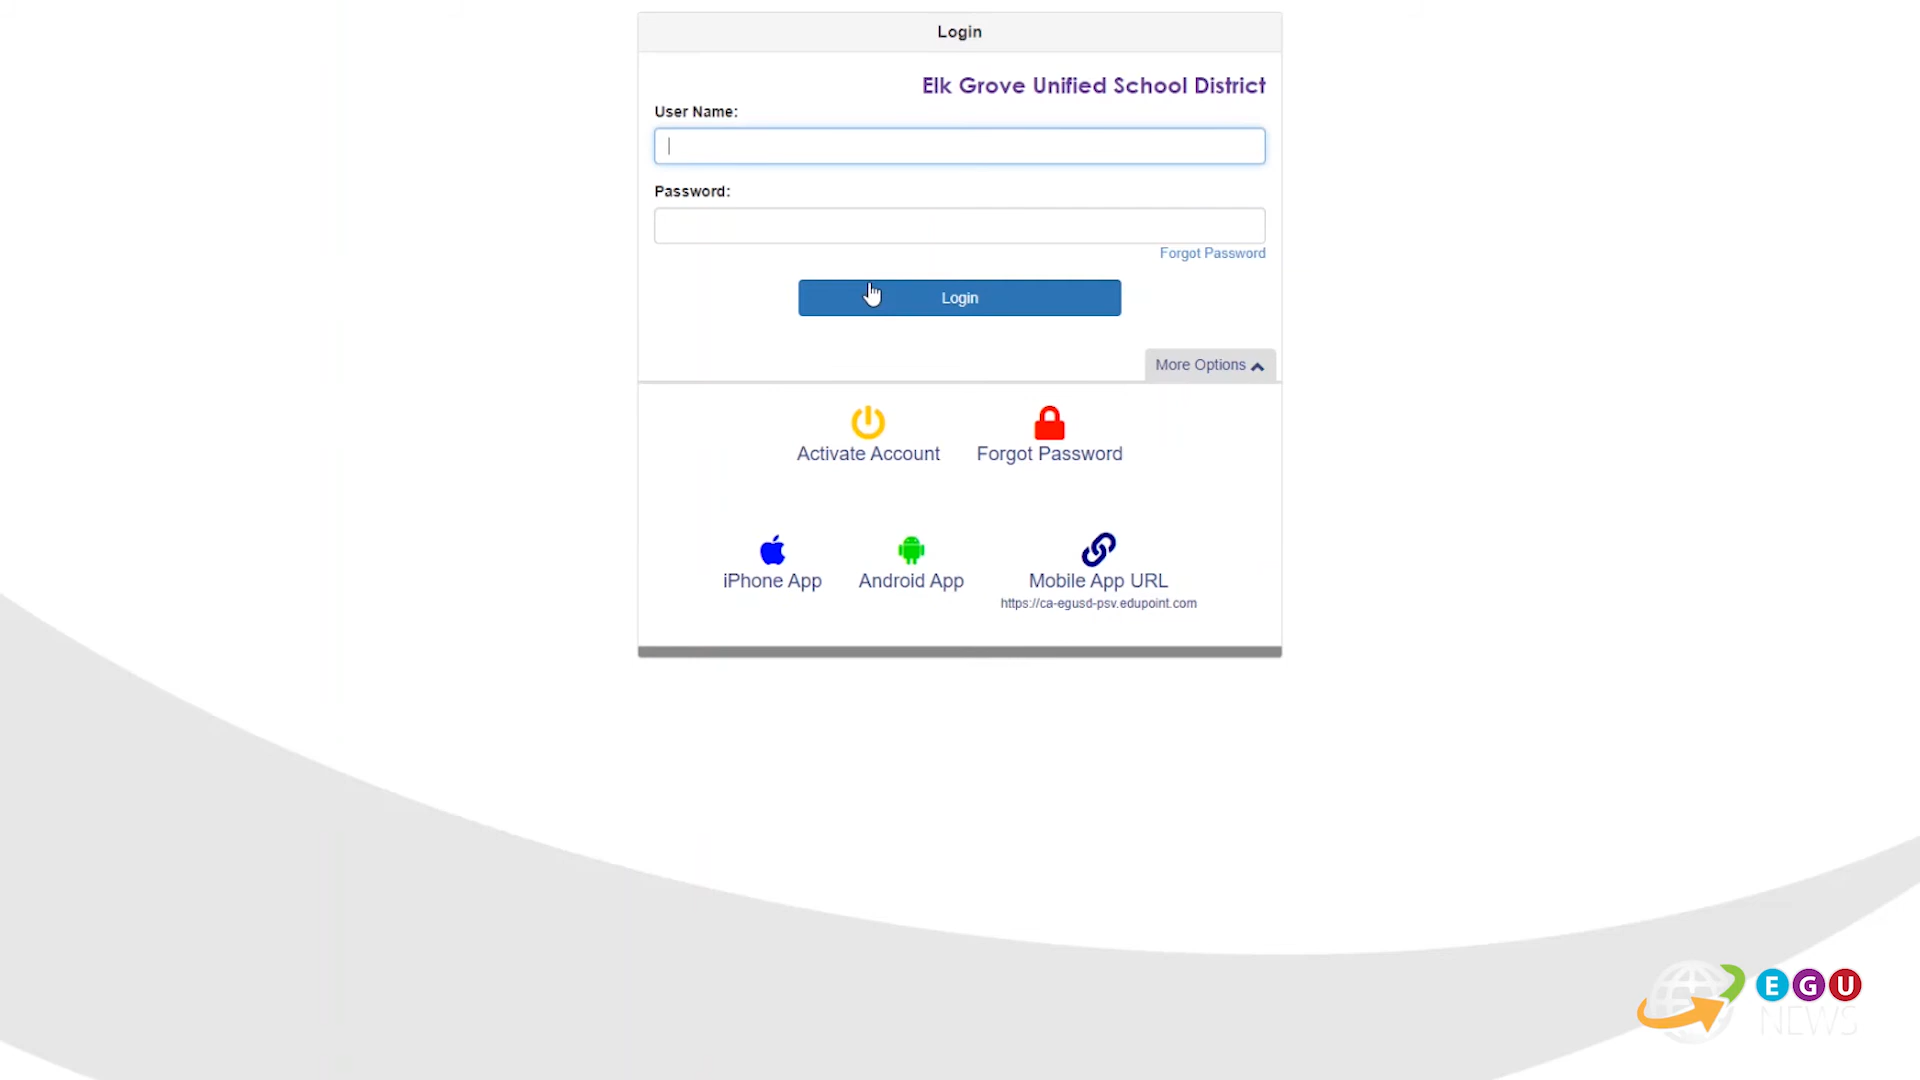 Login
Elk Grove Unified School District
User Name:
Password:
Forgot Password
Login
More Options
Activate Account
Forgot Password
iPhone App
Android App
Mobile App URL
https://ca-egusd-psv.edupoint.com
EGU
NEWS